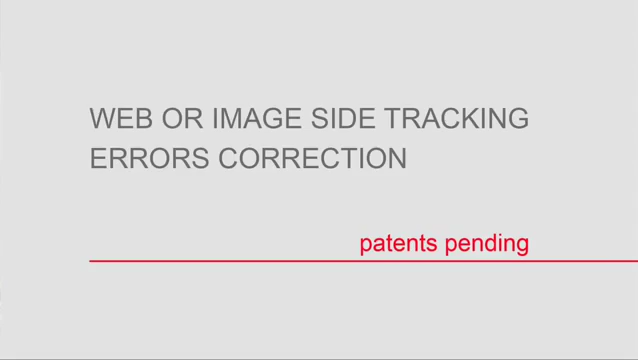 WEB OR IMAGE SIDE TRACKING
ERRORS CORRECTION
patents pending